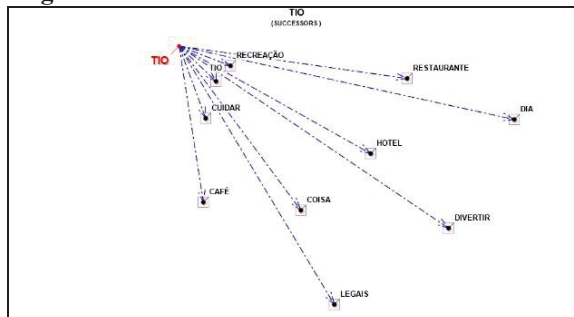 TIO
(SUCCESSORS)
TIO
RECREAÇÃO
TIO
RESTAURANTE
CUIDAR
DIA
HOTEL
CAFÉ
COISA
DIVERTIR
LEGAIS